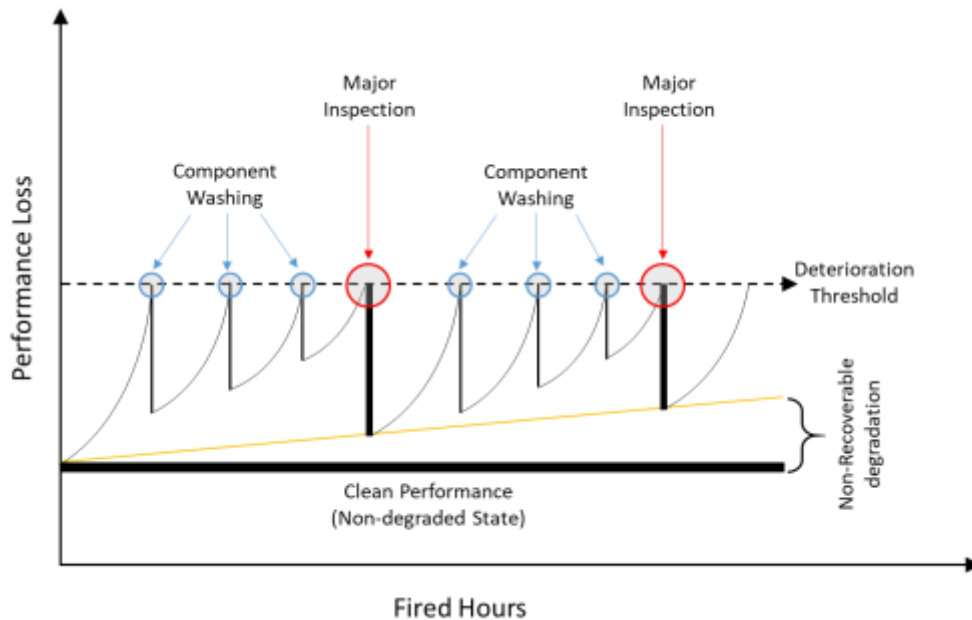 Major
Inspection
Major
Inspection
Component
Washing
Component
Washing
Deterioration
Threshold
Performance Loss
Non-Recoverable
degradation
Clean Performance
(Non-degraded State)
Fired Hours